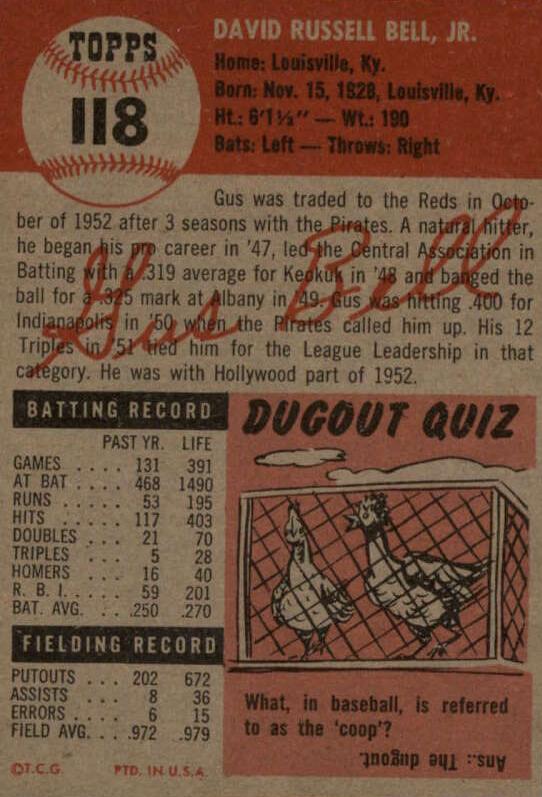 TOPPS
118
DAVID RUSSELL BELL, JR.
Home: Louisville, Ky.
Born: Nov. 15, 1928, Louisville, Ky.
Ht.: 6'1½" — Wt.: 190
Bats: Left — Throws: Right
Gus was traded to the Reds in Octo-
ber of 1952 after 3 seasons with the Pirates. A natural hitter,
he began his pro career in '47, led the Central Association in
Batting with a .319 average for Keokuk in '48 and banged the
ball for a .325 mark at Albany in '49. Gus was hitting .400 for
Indianapolis in '50 when the Pirates called him up. His 12
Triples in '51 tied him for the League Leadership in that
category. He was with Hollywood part of 1952.
Gus Bell
BATTING RECORD
PAST YR. LIFE
GAMES .... 131 391
AT BAT .... 468 1490
RUNS ..... 53 195
HITS ..... 117 403
DOUBLES .... 21 70
TRIPLES .... 5 28
HOMERS .... 16 40
R. B. I. .... 59 201
BAT. AVG. ... .250 .270
FIELDING RECORD
PUTOUTS ... 202 672
ASSISTS .... 8 36
ERRORS .... 6 15
FIELD AVG. ... .972 .979
©T.C.G. PTD. IN U.S.A.
DUGOUT QUIZ
What, in baseball, is referred
to as the 'coop'?
Ans.: The dugout.